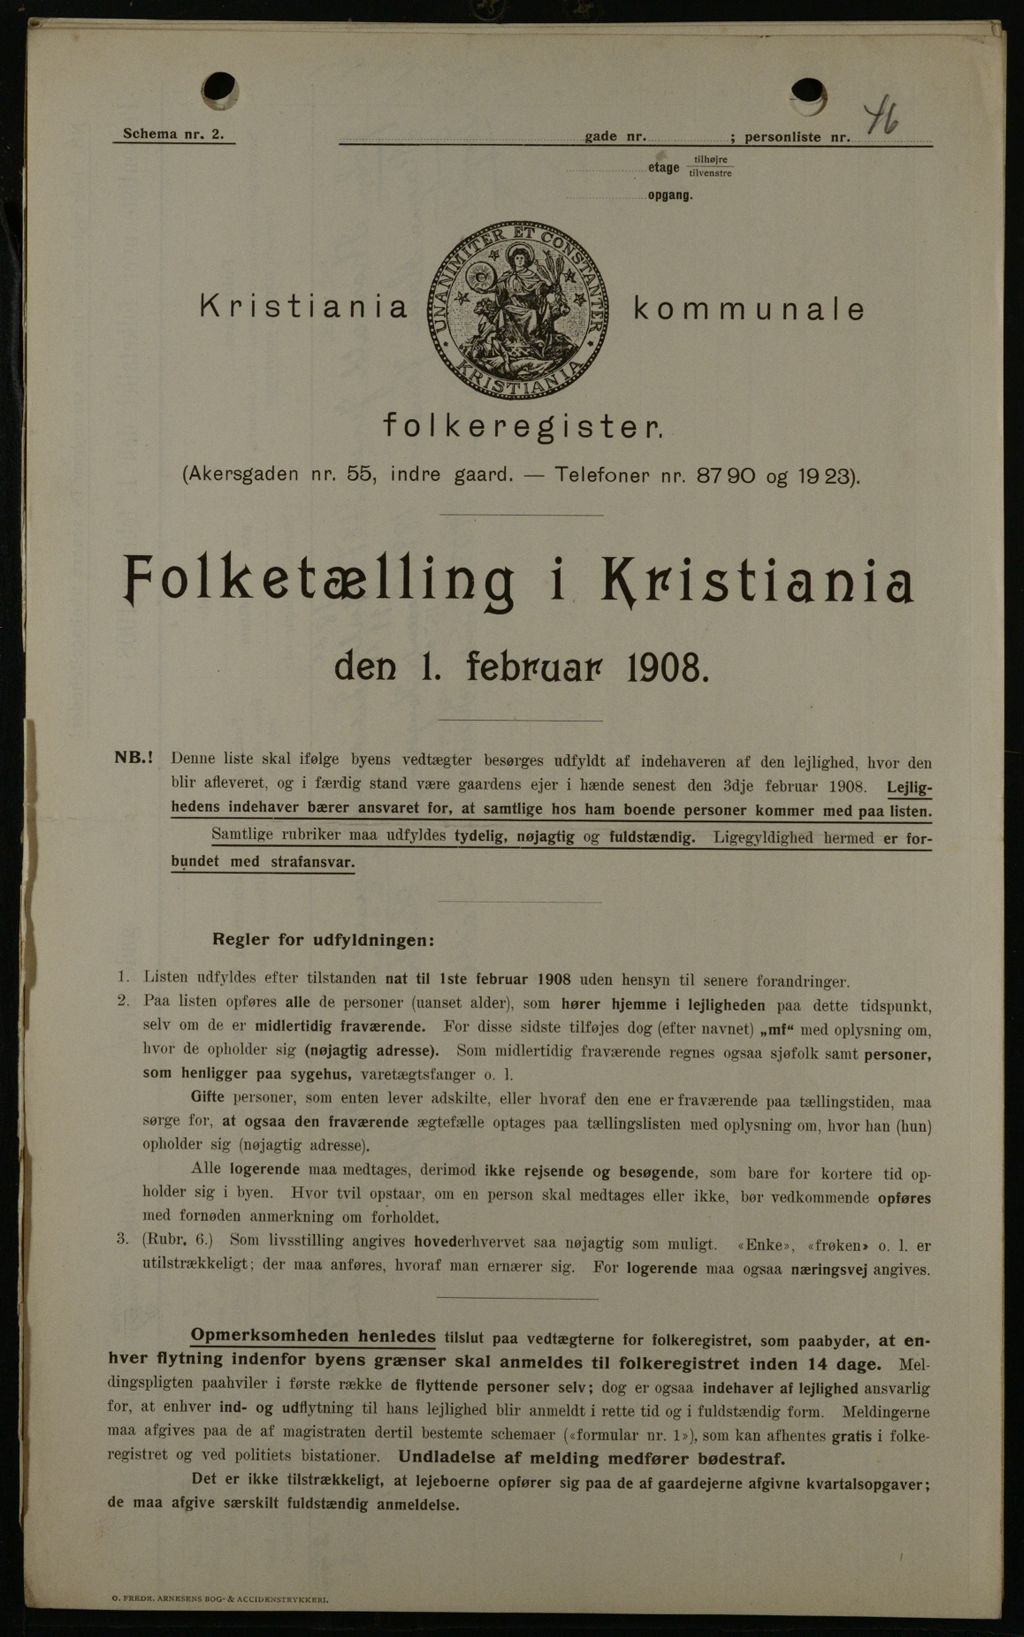 Schema nr. 2.
gade nr. ; personliste nr. 46
etage tilhøjre
tilvenstre
opgang.
UNANIMITER ET CONSTANTER
KRISTIANIA
Kristiania kommunale
folkeregister.
(Akersgaden nr. 55, indre gaard. — Telefoner nr. 8790 og 1923).
Folketælling i Kristiania
den 1. februar 1908.
NB.! Denne liste skal ifølge byens vedtægter besørges udfyldt af indehaveren af den lejlighed, hvor den
blir afleveret, og i færdig stand være gaardens ejer i hænde senest den 3dje februar 1908. Lejlig-
hedens indehaver bærer ansvaret for, at samtlige hos ham boende personer kommer med paa listen.
Samtlige rubriker maa udfyldes tydelig, nøjagtig og fuldstændig. Ligegyldighed hermed er for-
bundet med strafansvar.
Regler for udfyldningen:
1. Listen udfyldes efter tilstanden nat til 1ste februar 1908 uden hensyn til senere forandringer.
2. Paa listen opføres alle de personer (uanset alder), som hører hjemme i lejligheden paa dette tidspunkt,
selv om de er midlertidig fraværende. For disse sidste tilføjes dog (efter navnet) „mf“ med oplysning om,
hvor de opholder sig (nøjagtig adresse). Som midlertidig fraværende regnes ogsaa sjøfolk samt personer,
som henligger paa sygehus, varetægtsfanger o. l.
Gifte personer, som enten lever adskilte, eller hvoraf den ene er fraværende paa tællingstiden, maa
sørge for, at ogsaa den fraværende ægtefælle optages paa tællingslisten med oplysning om, hvor han (hun)
opholder sig (nøjagtig adresse).
Alle logerende maa medtages, derimod ikke rejsende og besøgende, som bare for kortere tid op-
holder sig i byen. Hvor tvil opstaar, om en person skal medtages eller ikke, bør vedkommende opføres
med fornøden anmerkning om forholdet.
3. (Rubr. 6.) Som livsstilling angives hovederhvervet saa nøjagtig som muligt. «Enke», «frøken» o. l. er
utilstrækkeligt; der maa anføres, hvoraf man ernærer sig. For logerende maa ogsaa næringsvej angives.
Opmerksomheden henledes tilslut paa vedtægterne for folkeregistret, som paabyder, at en-
hver flytning indenfor byens grænser skal anmeldes til folkeregistret inden 14 dage. Mel-
dingspligten paahviler i første række de flyttende personer selv; dog er ogsaa indehaver af lejlighed ansvarlig
for, at enhver ind- og udflytning til hans lejlighed blir anmeldt i rette tid og i fuldstændig form. Meldingerne
maa afgives paa de af magistraten dertil bestemte schemaer («formular nr. 1»), som kan afhentes gratis i folke-
registret og ved politiets bistationer. Undladelse af melding medfører bødestraf.
Det er ikke tilstrækkeligt, at lejeboerne opfører sig paa de af gaardejerne afgivne kvartalsopgaver;
de maa afgive særskilt fuldstændig anmeldelse.
O. FREDR. ARNESENS BOG- & ACCIDENSTRYKKERI.